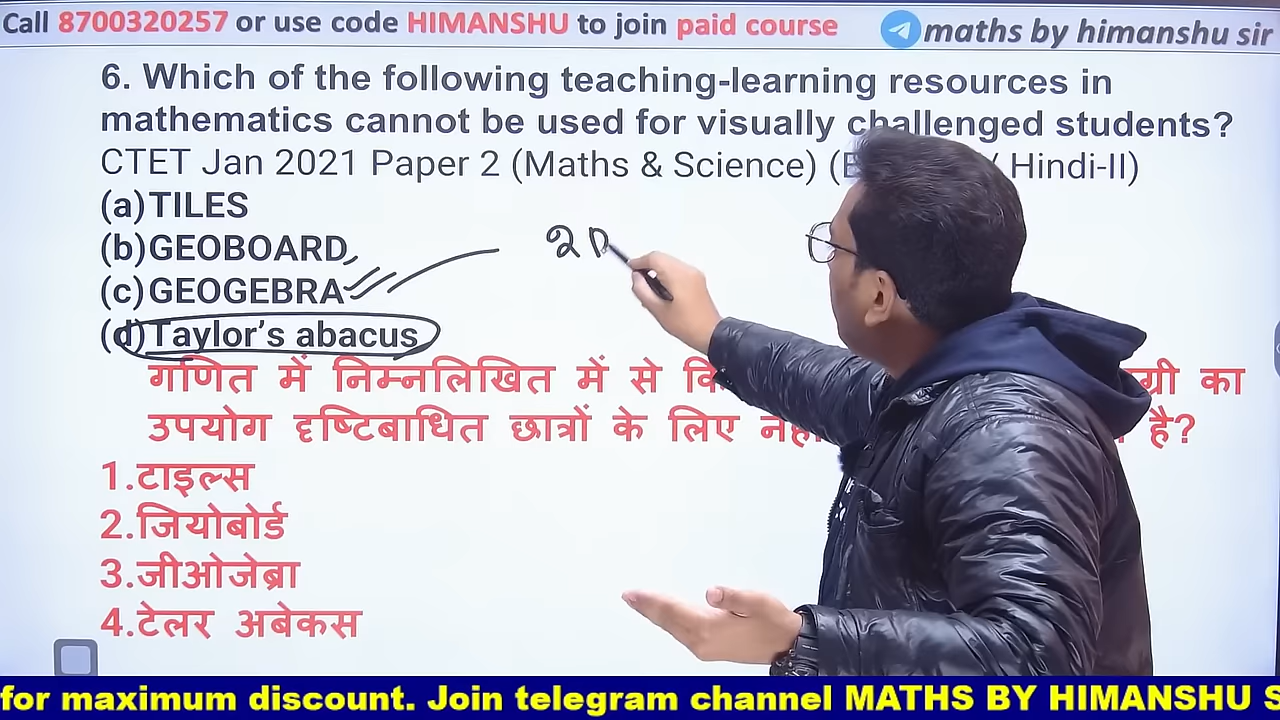 Call 8700320257 or use code HIMANSHU to join paid course
maths by himanshu sir
6. Which of the following teaching-learning resources in
mathematics cannot be used for visually challenged students?
CTET Jan 2021 Paper 2 (Maths & Science) ( / Hindi-II)
(a) TILES
(b) GEOBOARD
(c) GEOGEBRA
2D
(d) Taylor's abacus
गणित में निम्नलिखित में से का
उपयोग दृष्टिबाधित छात्रों के लिए है?
1.टाइल्स
2.जियोबोर्ड
3.जीओजेब्रा
4.टेलर अबेकस
for maximum discount. Join telegram channel MATHS BY HIMANSHU S